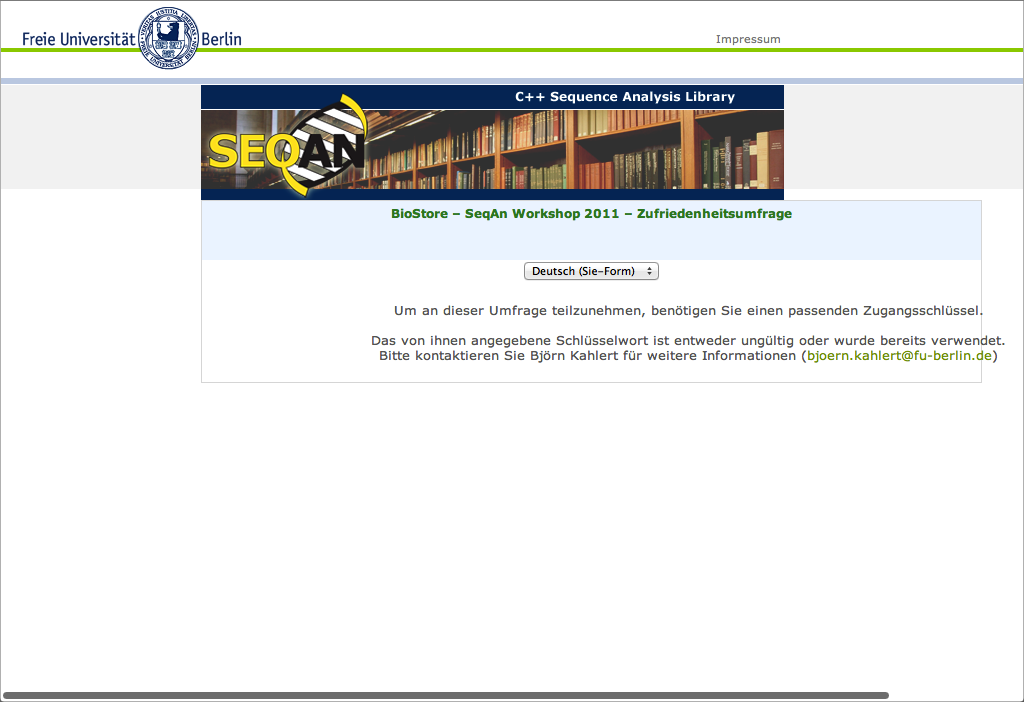 Freie Universität Berlin
Impressum
C++ Sequence Analysis Library
SEQAN
BioStore – SeqAn Workshop 2011 – Zufriedenheitsumfrage
Deutsch (Sie-Form)
Um an dieser Umfrage teilzunehmen, benötigen Sie einen passenden Zugangsschlüssel.
Das von ihnen angegebene Schlüsselwort ist entweder ungültig oder wurde bereits verwendet.
Bitte kontaktieren Sie Björn Kahlert für weitere Informationen (bjoern.kahlert@fu-berlin.de)